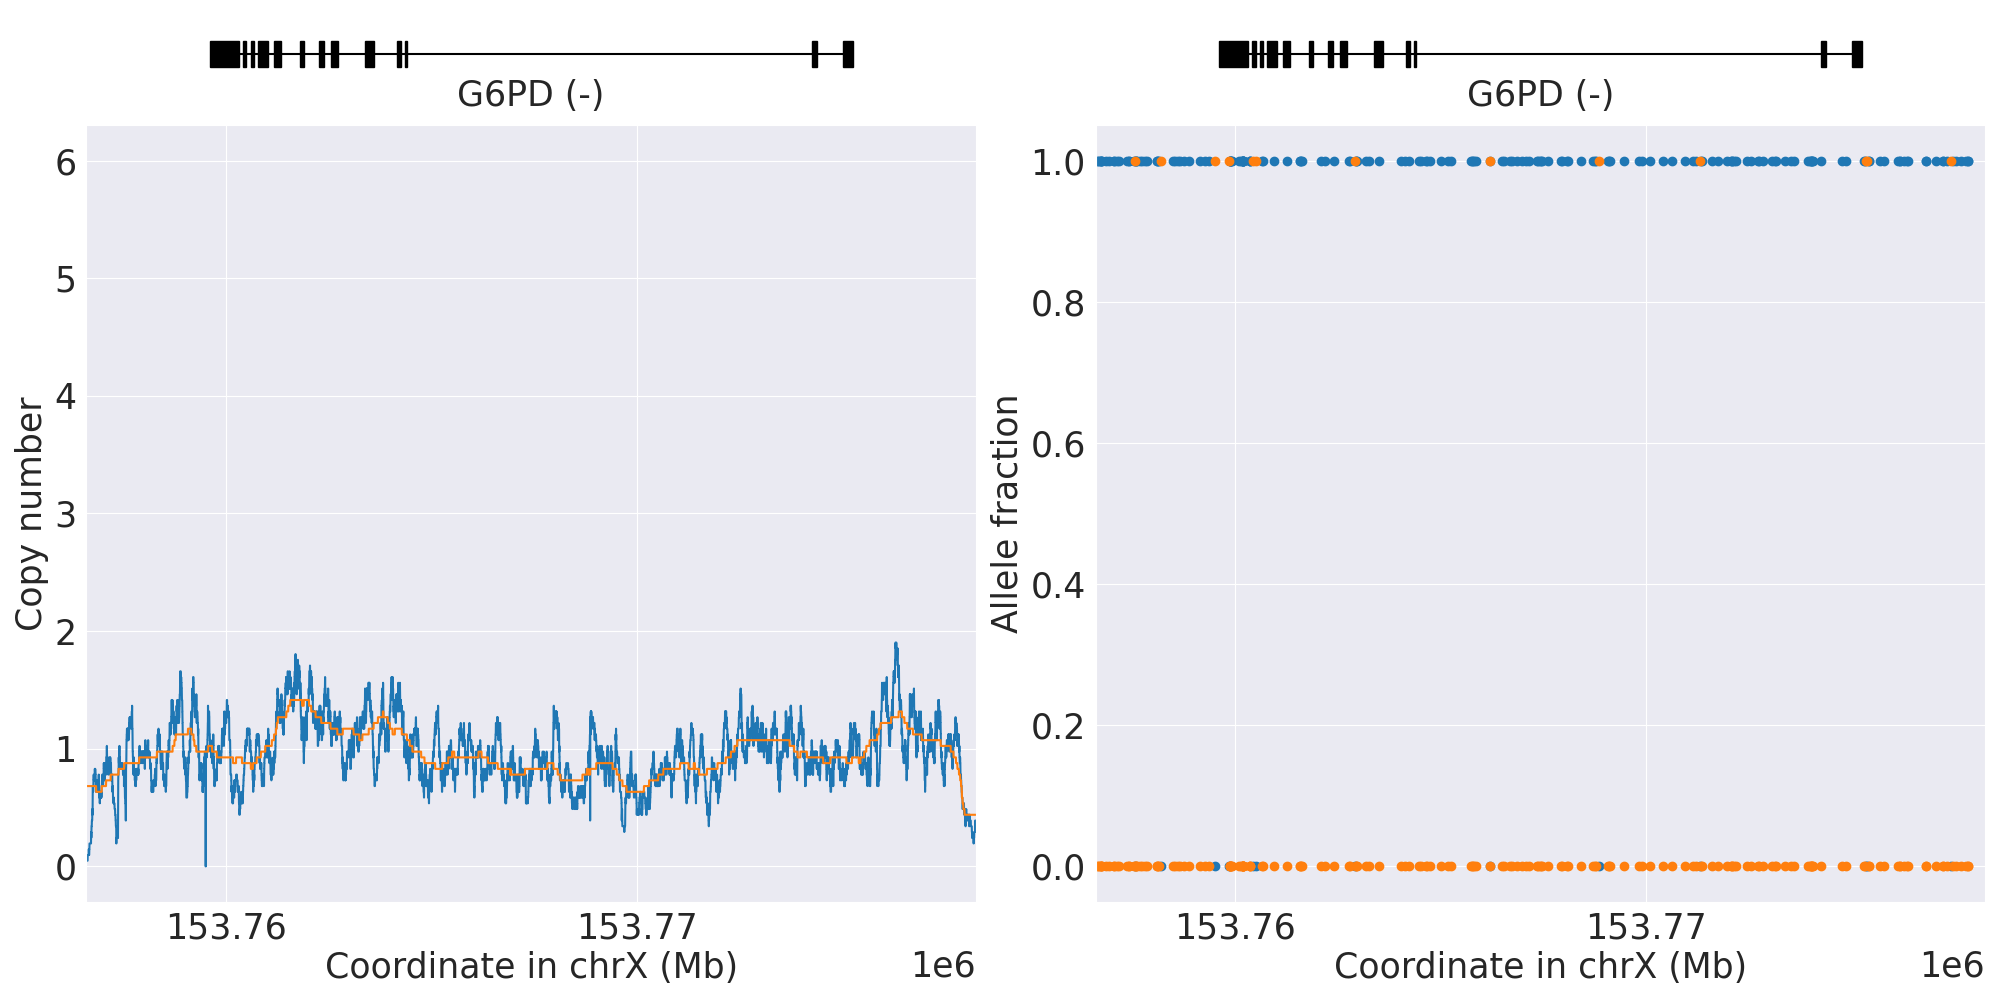 G6PD (-)
6
5
4
3
2
1
0
Copy number
153.76
153.77
Coordinate in chrX (Mb)
1e6
G6PD (-)
1.0
0.8
0.6
0.4
0.2
0.0
Allele fraction
153.76
153.77
Coordinate in chrX (Mb)
1e6